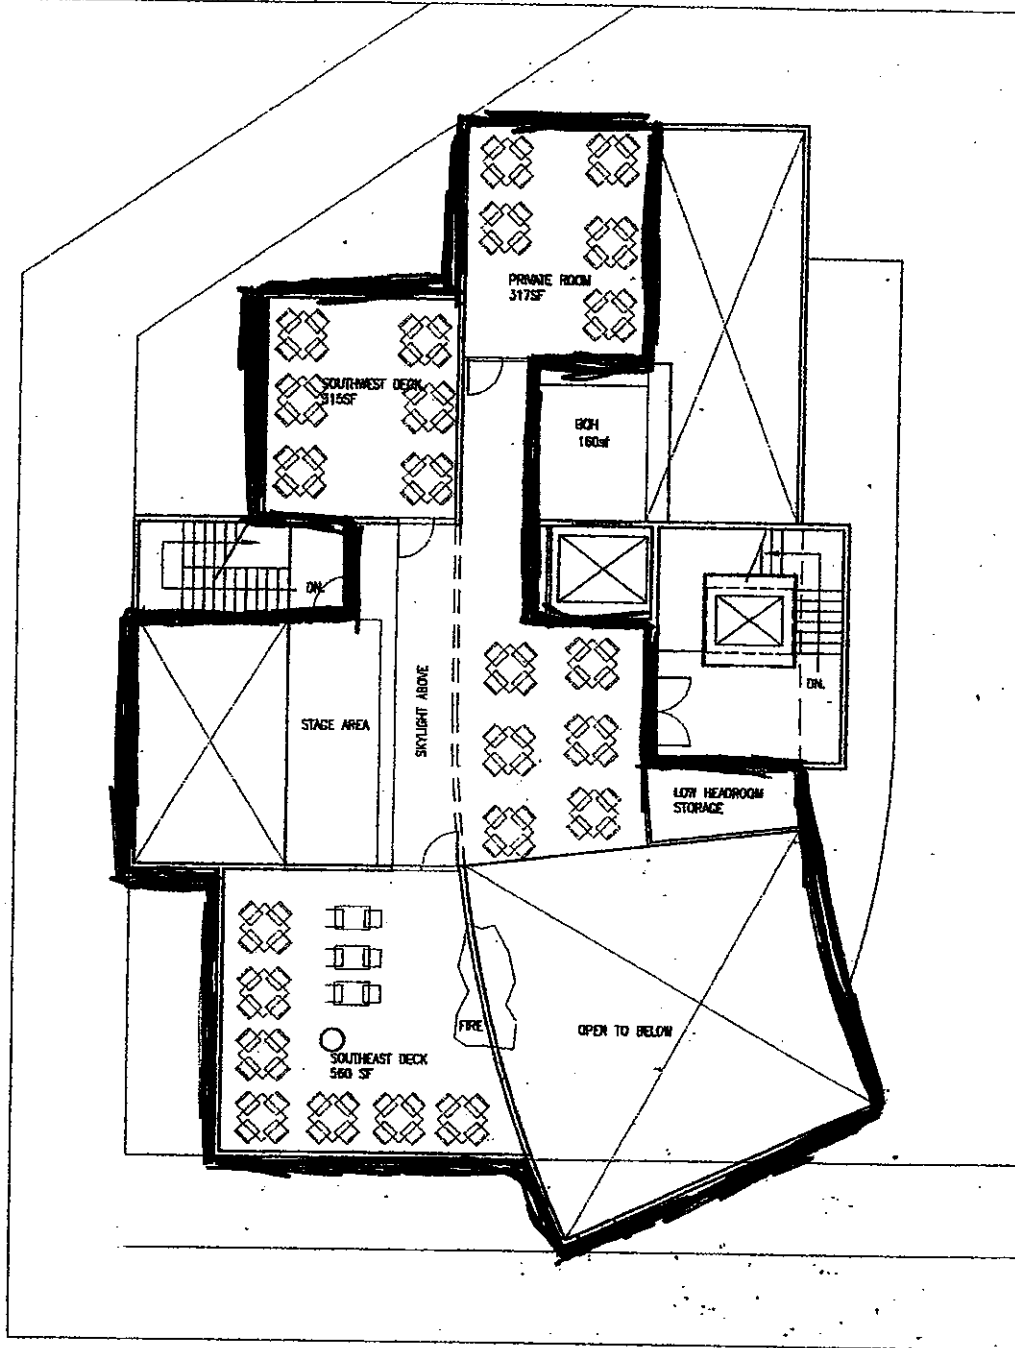 PRIVATE ROOM
317SF
SOUTHWEST DECK
315SF
BOH
160sf
DN.
STAGE AREA
SKYLIGHT ABOVE
DN.
LOW HEADROOM
STORAGE
FIRE
OPEN TO BELOW
SOUTHEAST DECK
560 SF